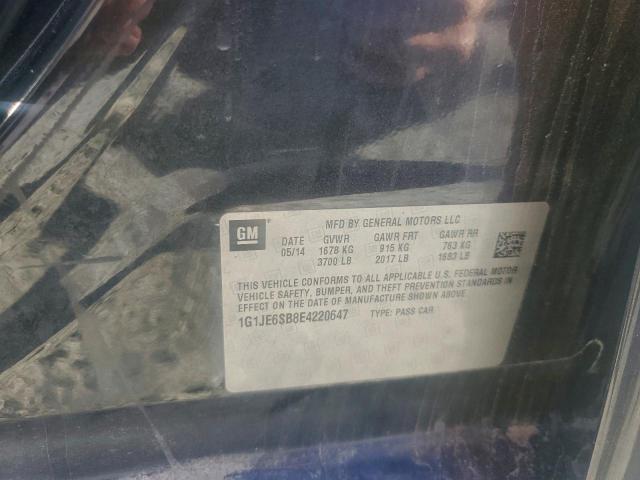 GM
MFD BY GENERAL MOTORS LLC
DATE GVWR GAWR FRT GAWR RR
05/14 1678 KG 915 KG 763 KG
3700 LB 2017 LB 1683 LB
THIS VEHICLE CONFORMS TO ALL APPLICABLE U.S. FEDERAL MOTOR
VEHICLE SAFETY, BUMPER, AND THEFT PREVENTION STANDARDS IN
EFFECT ON THE DATE OF MANUFACTURE SHOWN ABOVE.
1G1JE6SB8E4220647 TYPE: PASS CAR